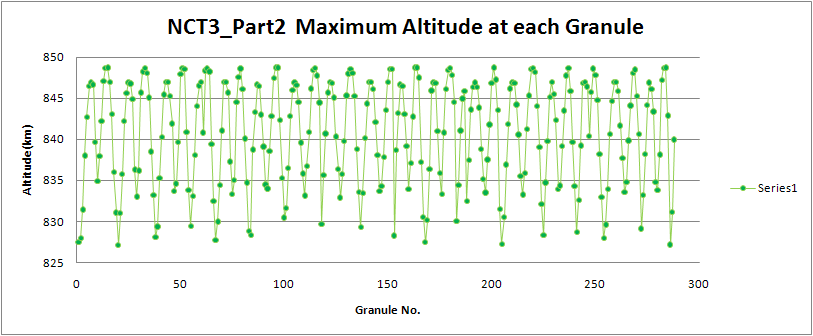 NCT3_Part2 Maximum Altitude at each Granule
850
845
840
835
830
825
Altitude(km)
0 50 100 150 200 250 300
Granule No.
Series1